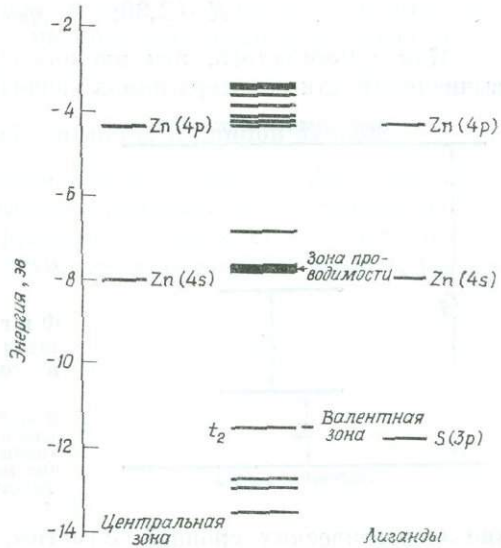 -2
-4
Zn(4p)
Zn(4p)
-6
Энергия, эв
Зона про-
водимости
-8
Zn(4s)
Zn(4s)
-10
t₂
Валентная
зона
S(3p)
-12
-14
Центральная
зона
Лиганды